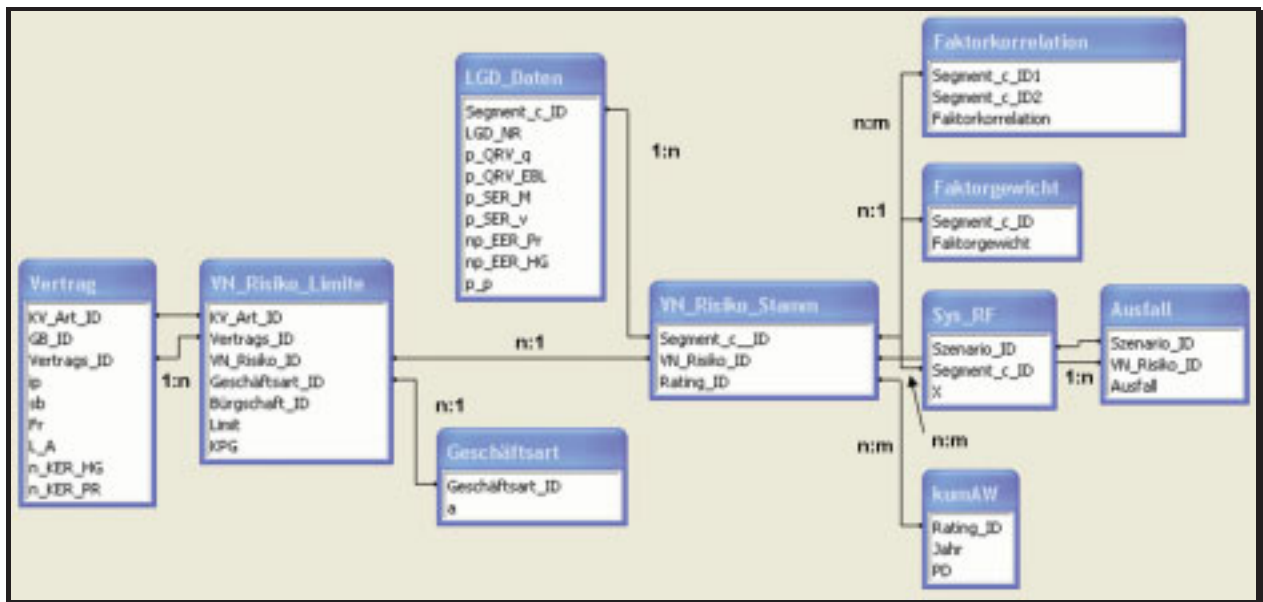 Vertrag
KV_Art_ID
GB_ID
Vertrags_ID
ip
sb
Pr
L_A
n_KER_HG
n_KER_PR
1:n
VN_Risiko_Limite
KV_Art_ID
Vertrags_ID
VN_Risiko_ID
Geschäftsart_ID
Bürgschaft_ID
Limit
KPG
LGD_Daten
Segment_c_ID
LGD_NR
p_QRV_q
p_QRV_EBL
p_SER_M
p_SER_v
np_EER_Pr
np_EER_HG
p_p
1:n
n:1
n:1
Geschäftsart
Geschäftsart_ID
a
VN_Risiko_Stamm
Segment_c__ID
VN_Risiko_ID
Rating_ID
n:m
n:1
n:m
n:m
Faktorkorrelation
Segment_c_ID1
Segment_c_ID2
Faktorkorrelation
Faktorgewicht
Segment_c_ID
Faktorgewicht
Sys_RF
Szenario_ID
Segment_c_ID
X
1:n
Ausfall
Szenario_ID
VN_Risiko_ID
Ausfall
kumAW
Rating_ID
Jahr
PD